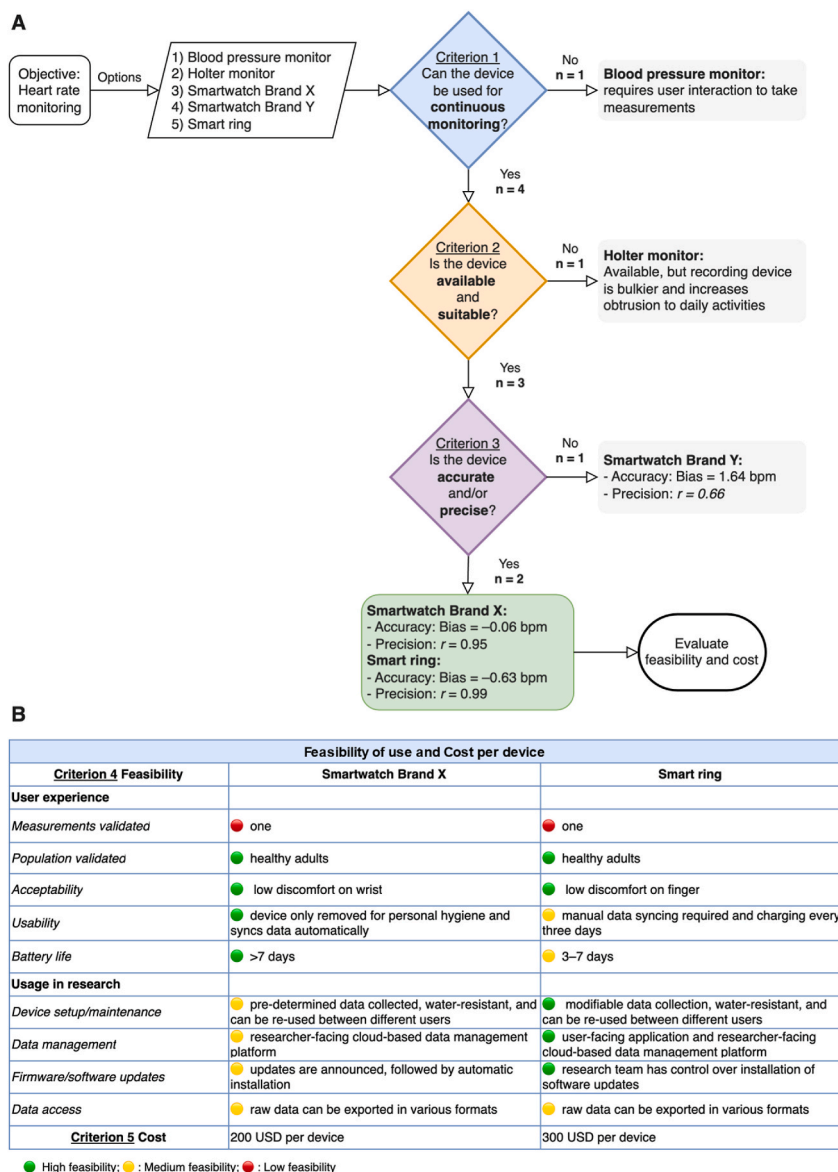 A
Objective:
Heart rate
monitoring
Options
1) Blood pressure monitor
2) Holter monitor
3) Smartwatch Brand X
4) Smartwatch Brand Y
5) Smart ring
Criterion 1
Can the device
be used for
continuous
monitoring?
No
n = 1
Blood pressure monitor:
requires user interaction to take
measurements
Yes
n = 4
Criterion 2
Is the device
available
and
suitable?
No
n = 1
Holter monitor:
Available, but recording device
is bulkier and increases
obtrusion to daily activities
Yes
n = 3
Criterion 3
Is the device
accurate
and/or
precise?
No
n = 1
Smartwatch Brand Y:
- Accuracy: Bias = 1.64 bpm
- Precision: r = 0.66
Yes
n = 2
Smartwatch Brand X:
- Accuracy: Bias = –0.06 bpm
- Precision: r = 0.95
Smart ring:
- Accuracy: Bias = –0.63 bpm
- Precision: r = 0.99
Evaluate
feasibility and cost
B
Feasibility of use and Cost per device
Criterion 4 Feasibility Smartwatch Brand X Smart ring
User experience
Measurements validated one one
Population validated healthy adults healthy adults
Acceptability low discomfort on wrist low discomfort on finger
Usability device only removed for personal hygiene and manual data syncing required and charging every
syncs data automatically three days
Battery life >7 days 3–7 days
Usage in research
Device setup/maintenance pre-determined data collected, water-resistant, and modifiable data collection, water-resistant, and
can be re-used between different users can be re-used between different users
Data management researcher-facing cloud-based data management user-facing application and researcher-facing
platform cloud-based data management platform
Firmware/software updates updates are announced, followed by automatic research team has control over installation of
installation software updates
Data access raw data can be exported in various formats raw data can be exported in various formats
Criterion 5 Cost 200 USD per device 300 USD per device
High feasibility; : Medium feasibility; : Low feasibility